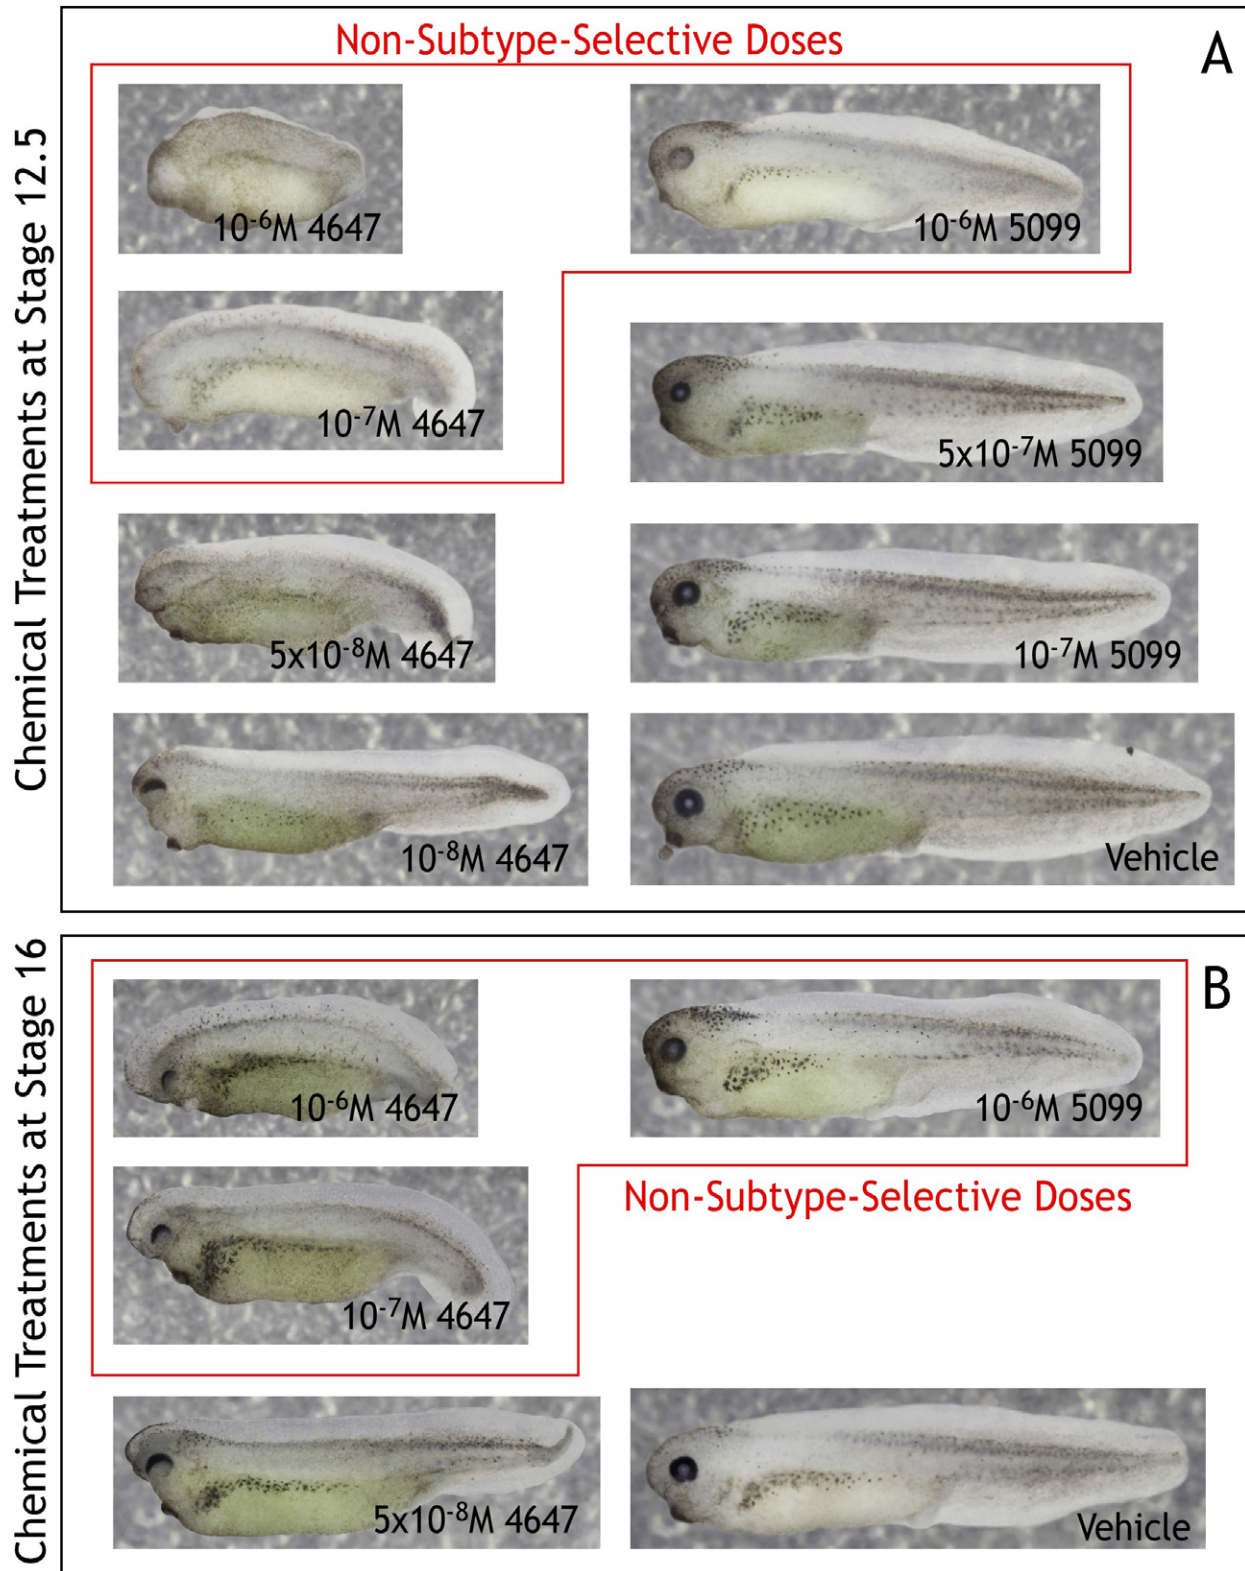 Chemical Treatments at Stage 12.5
A
Non-Subtype-Selective Doses
10⁻⁶M 4647
10⁻⁶M 5099
10⁻⁷M 4647
5x10⁻⁷M 5099
5x10⁻⁸M 4647
10⁻⁷M 5099
10⁻⁸M 4647
Vehicle
Chemical Treatments at Stage 16
B
10⁻⁶M 4647
10⁻⁶M 5099
Non-Subtype-Selective Doses
10⁻⁷M 4647
5x10⁻⁸M 4647
Vehicle